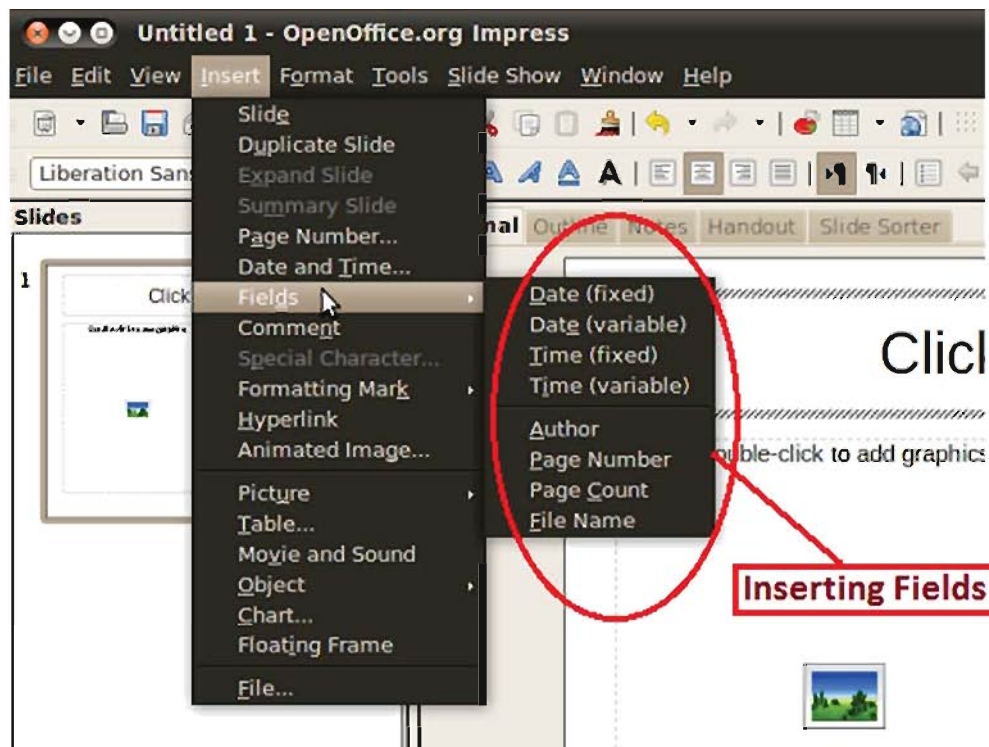 Untitled 1 - OpenOffice.org Impress
File Edit View Insert Format Tools Slide Show Window Help
Liberation Sans
Slides
Outline Notes Handout Slide Sorter
1
Click
Slide
Duplicate Slide
Expand Slide
Summary Slide
Page Number...
Date and Time...
Fields
Comment
Special Character...
Formatting Mark
Hyperlink
Animated Image...
Picture
Table...
Movie and Sound
Object
Chart...
Floating Frame
File...
Date (fixed)
Date (variable)
Time (fixed)
Time (variable)
Author
Page Number
Page Count
File Name
Click
to add graphics
Inserting Fields